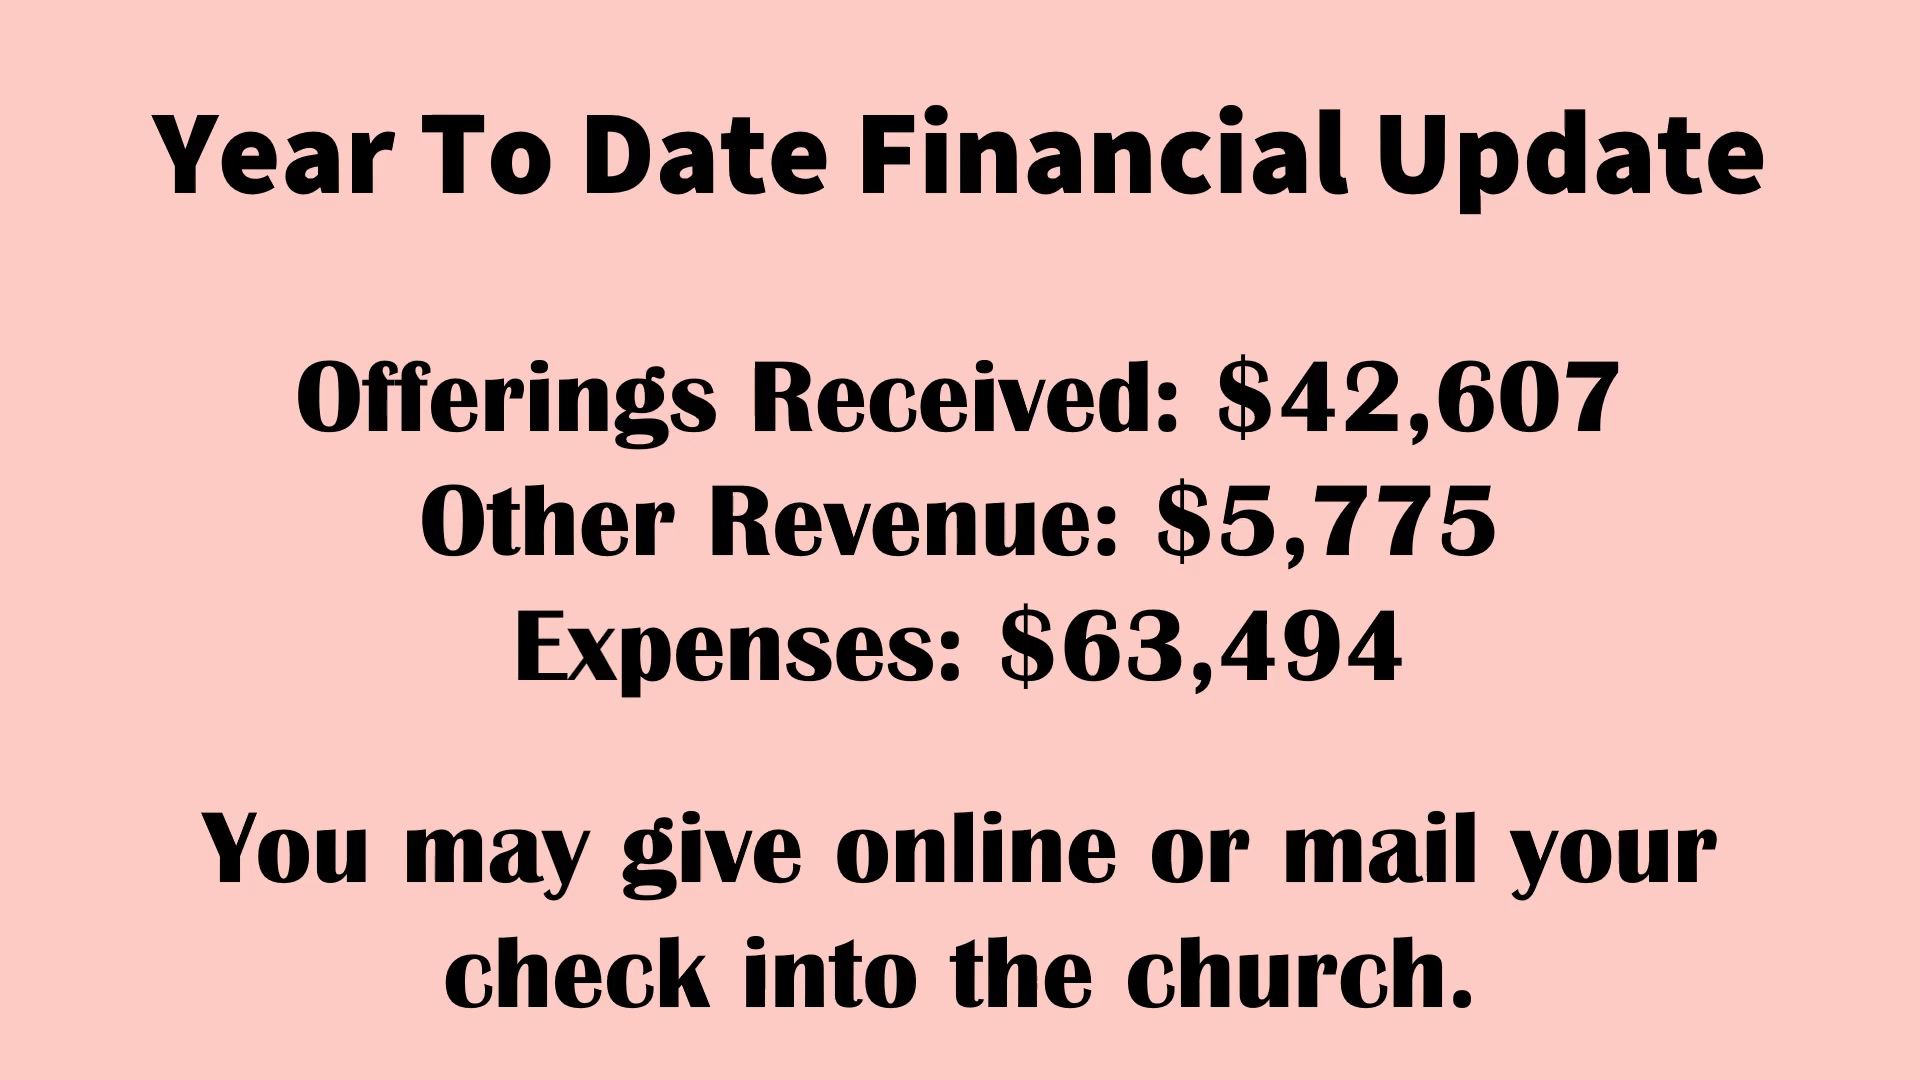 Year To Date Financial Update
Offerings Received: $42,607
Other Revenue: $5,775
Expenses: $63,494
You may give online or mail your
check into the church.